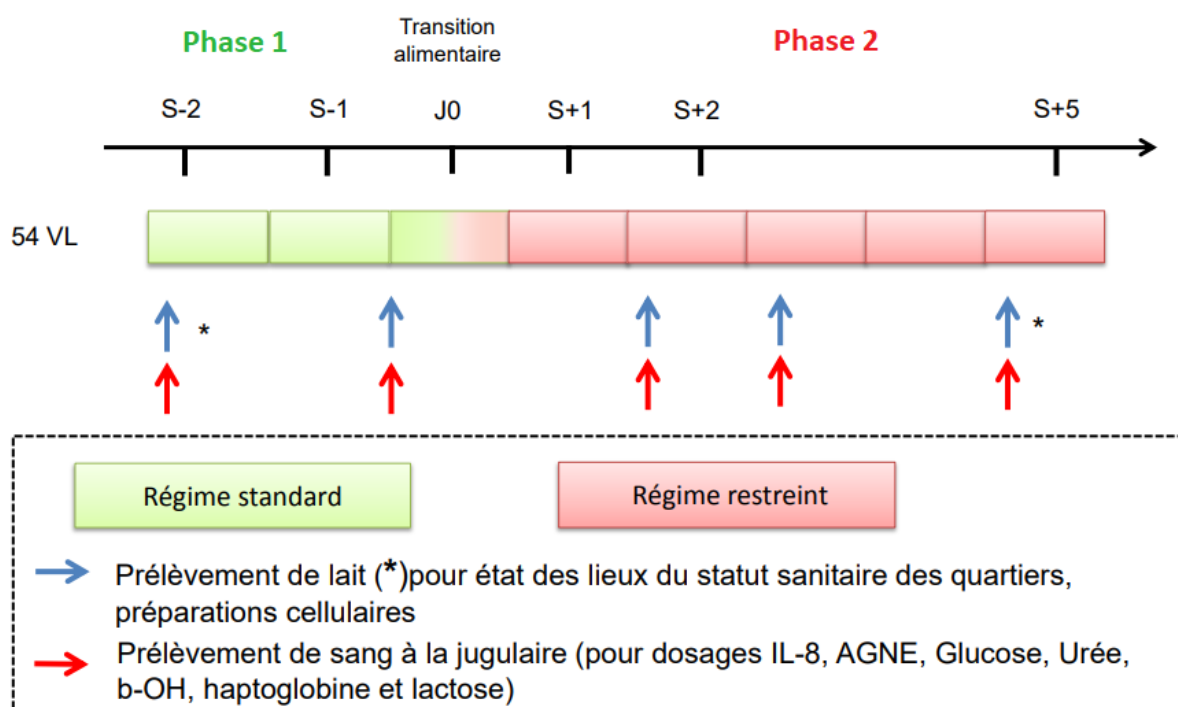 Phase 1
Transition
alimentaire
Phase 2
S-2
S-1
J0
S+1
S+2
S+5
54 VL
*
*
Régime standard
Régime restreint
Prélèvement de lait (*)pour état des lieux du statut sanitaire des quartiers,
préparations cellulaires
Prélèvement de sang à la jugulaire (pour dosages IL-8, AGNE, Glucose, Urée,
b-OH, haptoglobine et lactose)